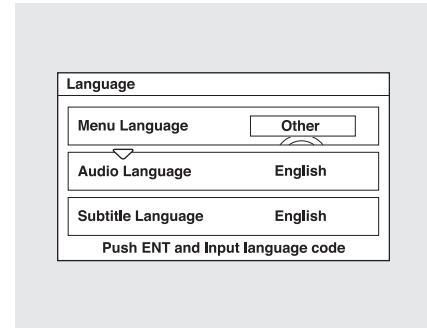 Language
Menu Language Other
Audio Language English
Subtitle Language English
Push ENT and Input language code